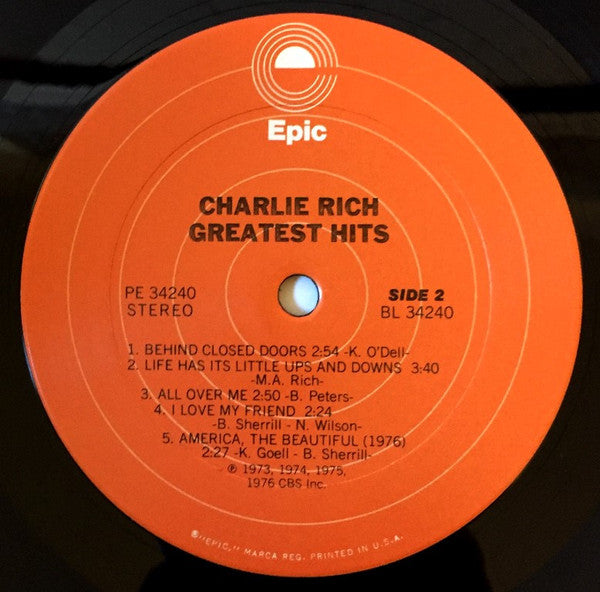 Epic
CHARLIE RICH
GREATEST HITS
PE 34240
STEREO
SIDE 2
BL 34240
1. BEHIND CLOSED DOORS 2:54 -K. O'Dell-
2. LIFE HAS ITS LITTLE UPS AND DOWNS 3:40
-M.A. Rich-
3. ALL OVER ME 2:50 -B. Peters-
4. I LOVE MY FRIEND 2:24
-B. Sherrill - N. Wilson-
5. AMERICA, THE BEAUTIFUL (1976)
2:27 -K. Goell - B. Sherrill-
℗ 1973, 1974, 1975,
1976 CBS Inc.
®"EPIC," MARCA REG. PRINTED IN U.S.A.